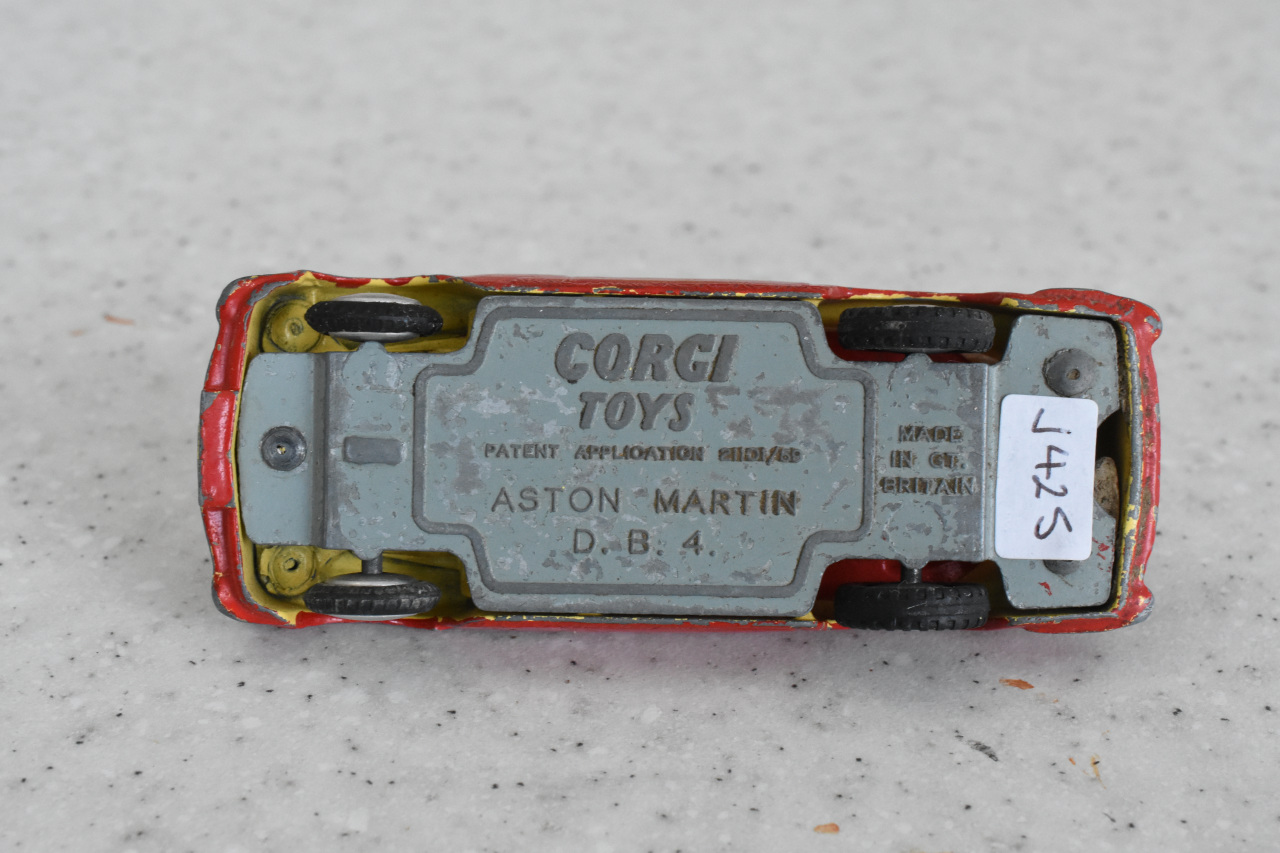 CORGI
TOYS
PATENT APPLICATION
ASTON MARTIN
D. B. 4.
MADE
IN GT.
BRITAIN
J425